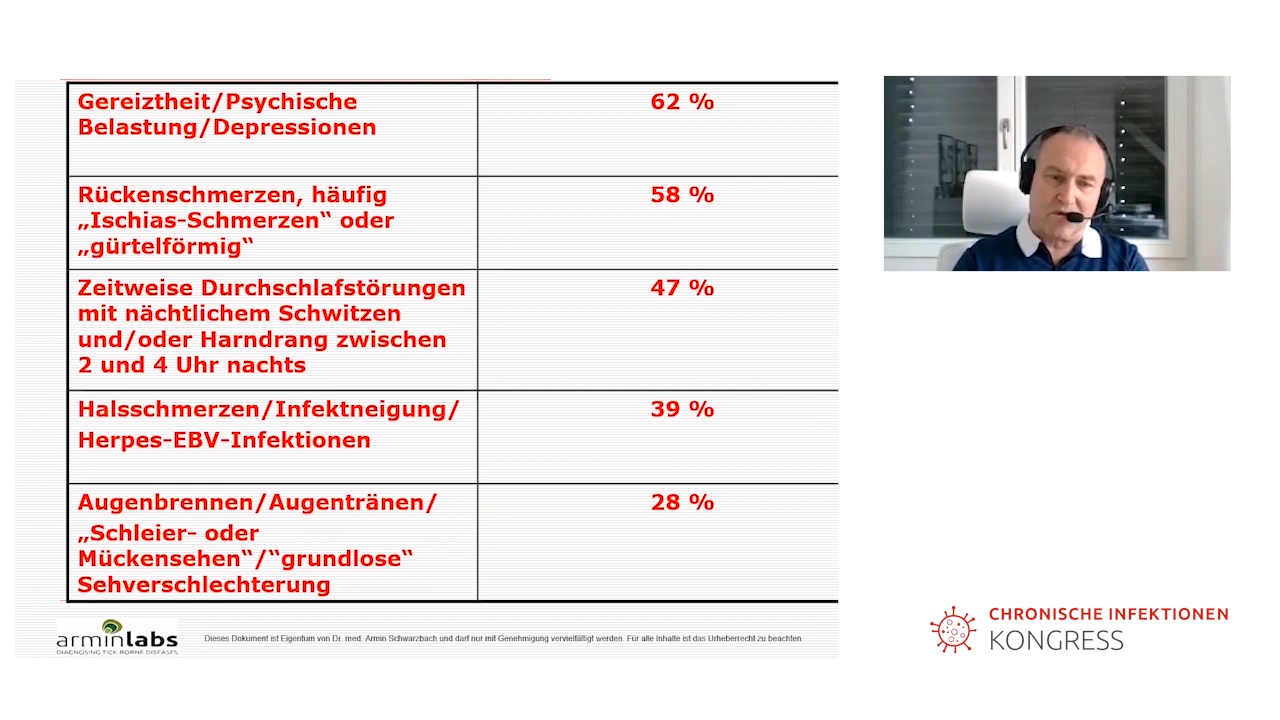 Gereiztheit/Psychische
Belastung/Depressionen
62 %
Rückenschmerzen, häufig
„Ischias-Schmerzen“ oder
„gürtelförmig“
58 %
Zeitweise Durchschlafstörungen
mit nächtlichem Schwitzen
und/oder Harndrang zwischen
2 und 4 Uhr nachts
47 %
Halsschmerzen/Infektneigung/
Herpes-EBV-Infektionen
39 %
Augenbrennen/Augentränen/
„Schleier- oder
Mückensehen“/“grundlose“
Sehverschlechterung
28 %
arminlabs
DIAGNOSING TICK-BORNE DISEASES
Dieses Dokument ist Eigentum von Dr. med. Armin Schwarzbach und darf nur mit Genehmigung vervielfältigt werden. Für alle Inhalte ist das Urheberrecht zu beachten.
CHRONISCHE INFEKTIONEN
KONGRESS